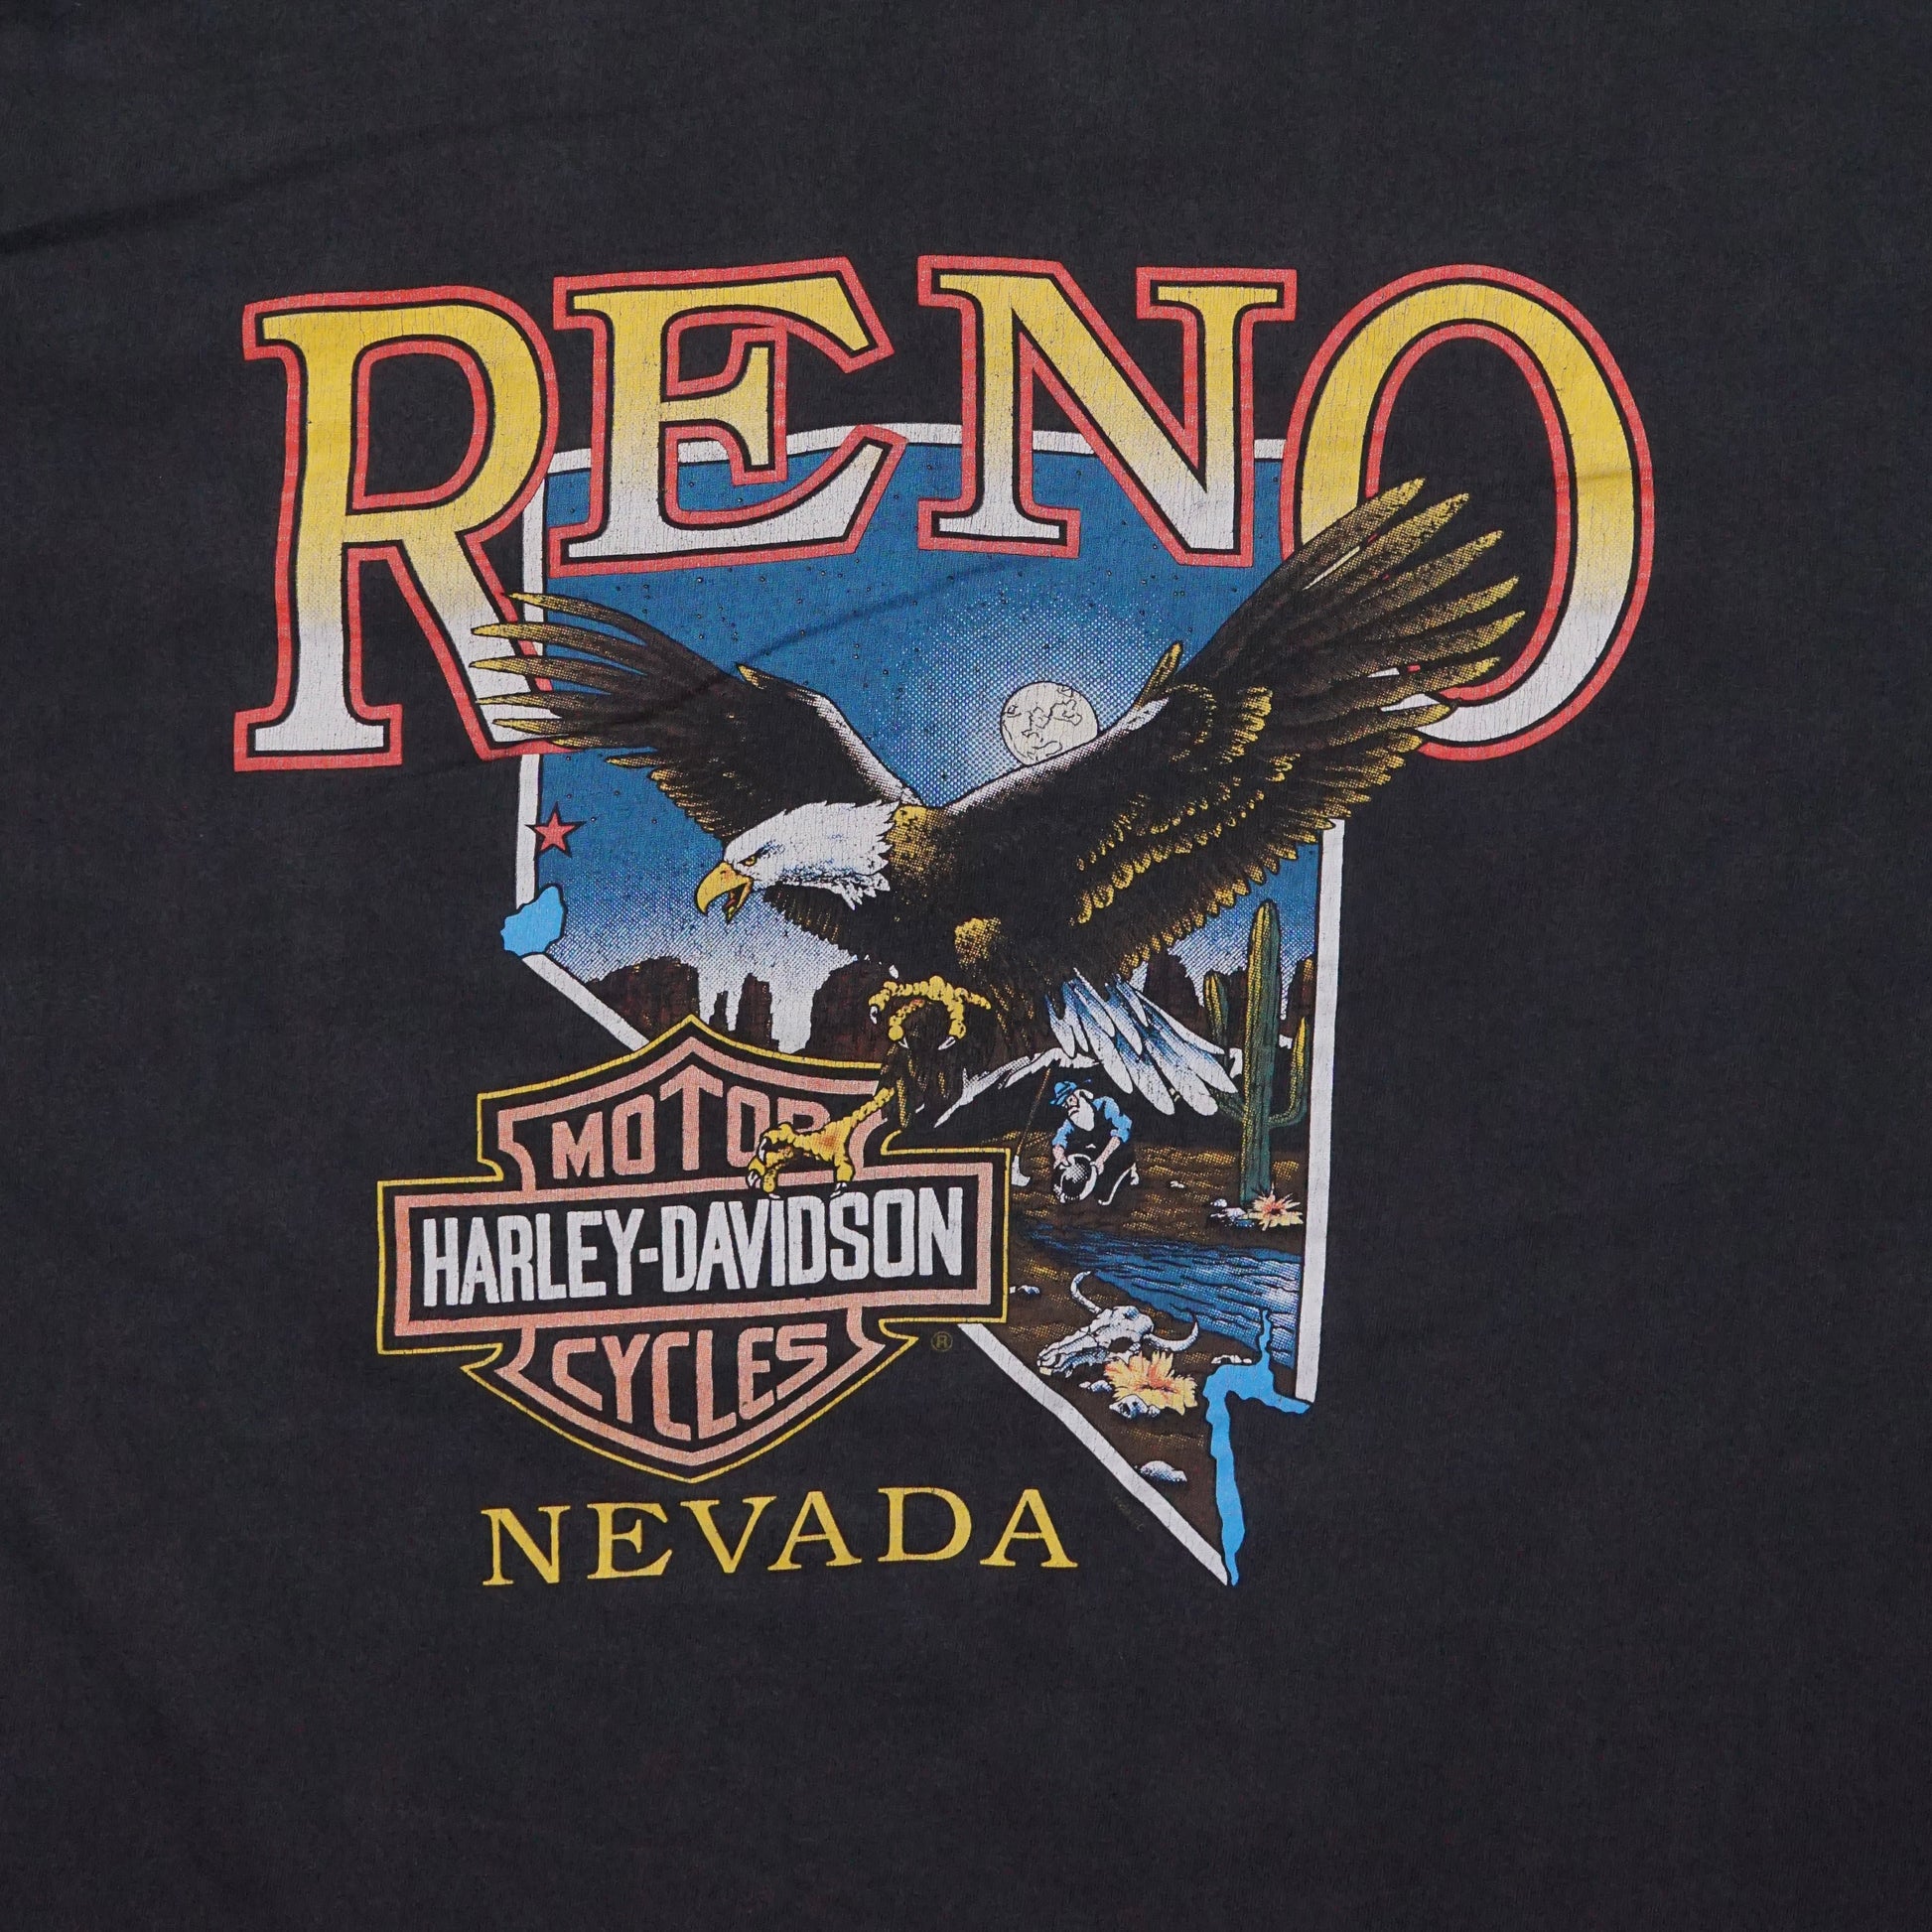 RENO
MOTOR
HARLEY-DAVIDSON
CYCLES
®
NEVADA